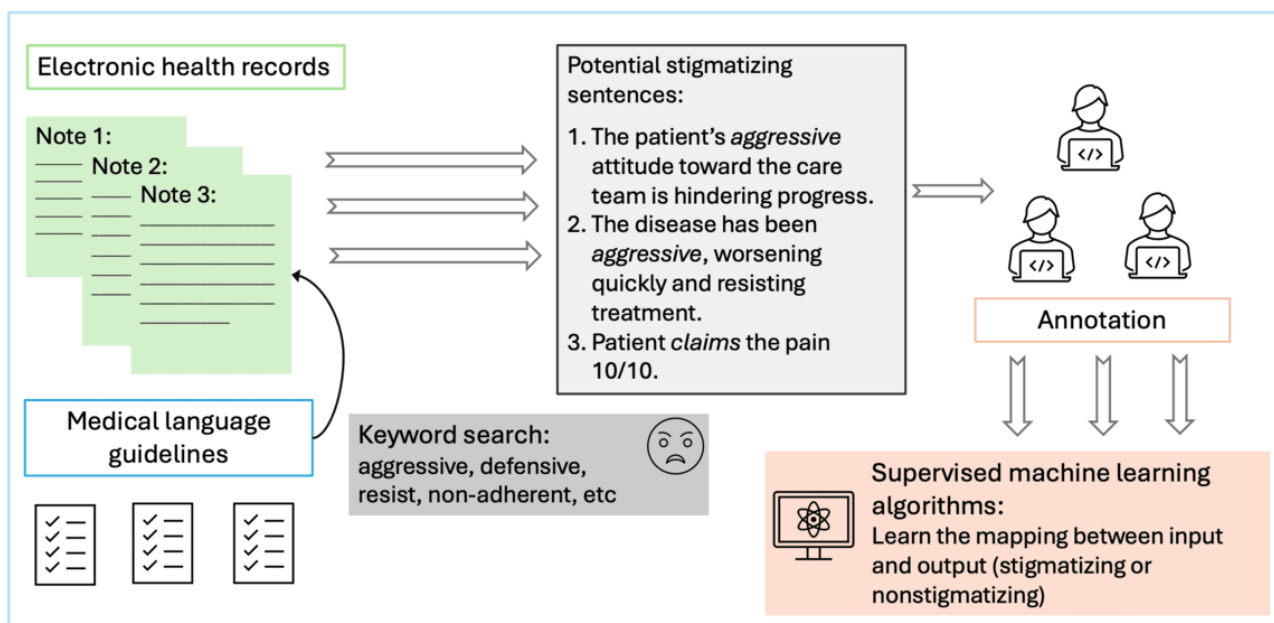 Electronic health records
Note 1:
Note 2:
Note 3:
Medical language
guidelines
Keyword search:
aggressive, defensive,
resist, non-adherent, etc
Potential stigmatizing
sentences:
1. The patient’s aggressive
attitude toward the care
team is hindering progress.
2. The disease has been
aggressive, worsening
quickly and resisting
treatment.
3. Patient claims the pain
10/10.
</>
</>
</>
Annotation
Supervised machine learning
algorithms:
Learn the mapping between input
and output (stigmatizing or
nonstigmatizing)